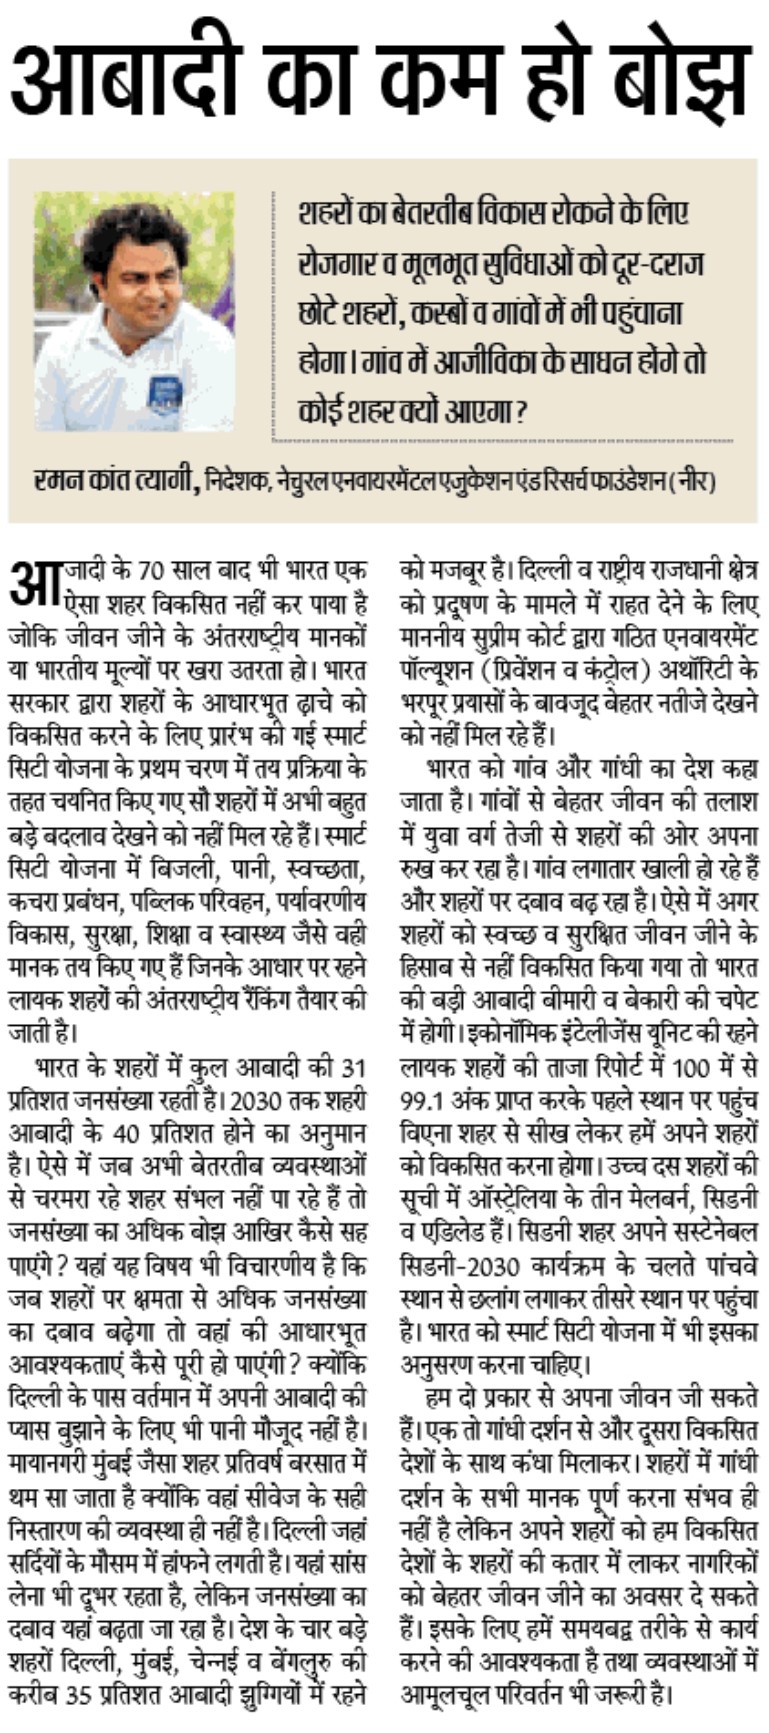 आबादी का कम हो बोझ
शहरों का बेतरतीब विकास रोकने के लिए
रोजगार व मूलभूत सुविधाओं को दूर-दराज
छोटे शहरों, कस्बों व गांवों में भी पहुंचाना
होगा। गांव में आजीविका के साधन होंगे तो
कोई शहर क्यों आएगा?
रमन कांत त्यागी, निदेशक, नेचुरल एनवायरमेंटल एजुकेशन एंड रिसर्च फाउंडेशन (नीर)
आजादी के 70 साल बाद भी भारत एक
ऐसा शहर विकसित नहीं कर पाया है
जोकि जीवन जीने के अंतरराष्ट्रीय मानकों
या भारतीय मूल्यों पर खरा उतरता हो। भारत
सरकार द्वारा शहरों के आधारभूत ढ़ाचे को
विकसित करने के लिए प्रारंभ की गई स्मार्ट
सिटी योजना के प्रथम चरण में तय प्रक्रिया के
तहत चयनित किए गए सौ शहरों में अभी बहुत
बड़े बदलाव देखने को नहीं मिल रहे हैं। स्मार्ट
सिटी योजना में बिजली, पानी, स्वच्छता,
कचरा प्रबंधन, पब्लिक परिवहन, पर्यावरणीय
विकास, सुरक्षा, शिक्षा व स्वास्थ्य जैसे वही
मानक तय किए गए हैं जिनके आधार पर रहने
लायक शहरों की अंतरराष्ट्रीय रैंकिंग तैयार की
जाती है।
भारत के शहरों में कुल आबादी की 31
प्रतिशत जनसंख्या रहती है। 2030 तक शहरी
आबादी के 40 प्रतिशत होने का अनुमान
है। ऐसे में जब अभी बेतरतीब व्यवस्थाओं
से चरमरा रहे शहर संभल नहीं पा रहे हैं तो
जनसंख्या का अधिक बोझ आखिर कैसे सह
पाएंगे? यहां यह विषय भी विचारणीय है कि
जब शहरों पर क्षमता से अधिक जनसंख्या
का दबाव बढ़ेगा तो वहां की आधारभूत
आवश्यकताएं कैसे पूरी हो पाएंगी? क्योंकि
दिल्ली के पास वर्तमान में अपनी आबादी की
प्यास बुझाने के लिए भी पानी मौजूद नहीं है।
मायानगरी मुंबई जैसा शहर प्रतिवर्ष बरसात में
थम सा जाता है क्योंकि वहां सीवेज के सही
निस्तारण की व्यवस्था ही नहीं है। दिल्ली जहां
सर्दियों के मौसम में हांफने लगती है। यहां सांस
लेना भी दूभर रहता है, लेकिन जनसंख्या का
दबाव यहां बढ़ता जा रहा है। देश के चार बड़े
शहरों दिल्ली, मुंबई, चेन्नई व बेंगलुरु की
करीब 35 प्रतिशत आबादी झुग्गियों में रहने
को मजबूर है। दिल्ली व राष्ट्रीय राजधानी क्षेत्र
को प्रदूषण के मामले में राहत देने के लिए
माननीय सुप्रीम कोर्ट द्वारा गठित एनवायरमेंट
पॉल्यूशन (प्रिवेंशन व कंट्रोल) अथॉरिटी के
भरपूर प्रयासों के बावजूद बेहतर नतीजे देखने
को नहीं मिल रहे हैं।
भारत को गांव और गांधी का देश कहा
जाता है। गांवों से बेहतर जीवन की तलाश
में युवा वर्ग तेजी से शहरों की ओर अपना
रुख कर रहा है। गांव लगातार खाली हो रहे हैं
और शहरों पर दबाव बढ़ रहा है। ऐसे में अगर
शहरों को स्वच्छ व सुरक्षित जीवन जीने के
हिसाब से नहीं विकसित किया गया तो भारत
की बड़ी आबादी बीमारी व बेकारी की चपेट
में होगी। इकोनॉमिक इंटेलीजेंस यूनिट की रहने
लायक शहरों की ताजा रिपोर्ट में 100 में से
99.1 अंक प्राप्त करके पहले स्थान पर पहुंच
विएना शहर से सीख लेकर हमें अपने शहरों
को विकसित करना होगा। उच्च दस शहरों की
सूची में ऑस्ट्रेलिया के तीन मेलबर्न, सिडनी
व एडिलेड हैं। सिडनी शहर अपने सस्टेनेबल
सिडनी-2030 कार्यक्रम के चलते पांचवे
स्थान से छलांग लगाकर तीसरे स्थान पर पहुंचा
है। भारत को स्मार्ट सिटी योजना में भी इसका
अनुसरण करना चाहिए।
हम दो प्रकार से अपना जीवन जी सकते
हैं। एक तो गांधी दर्शन से और दूसरा विकसित
देशों के साथ कंधा मिलाकर। शहरों में गांधी
दर्शन के सभी मानक पूर्ण करना संभव ही
नहीं है लेकिन अपने शहरों को हम विकसित
देशों के शहरों की कतार में लाकर नागरिकों
को बेहतर जीवन जीने का अवसर दे सकते
हैं। इसके लिए हमें समयबद्व तरीके से कार्य
करने की आवश्यकता है तथा व्यवस्थाओं में
आमूलचूल परिवर्तन भी जरूरी है।